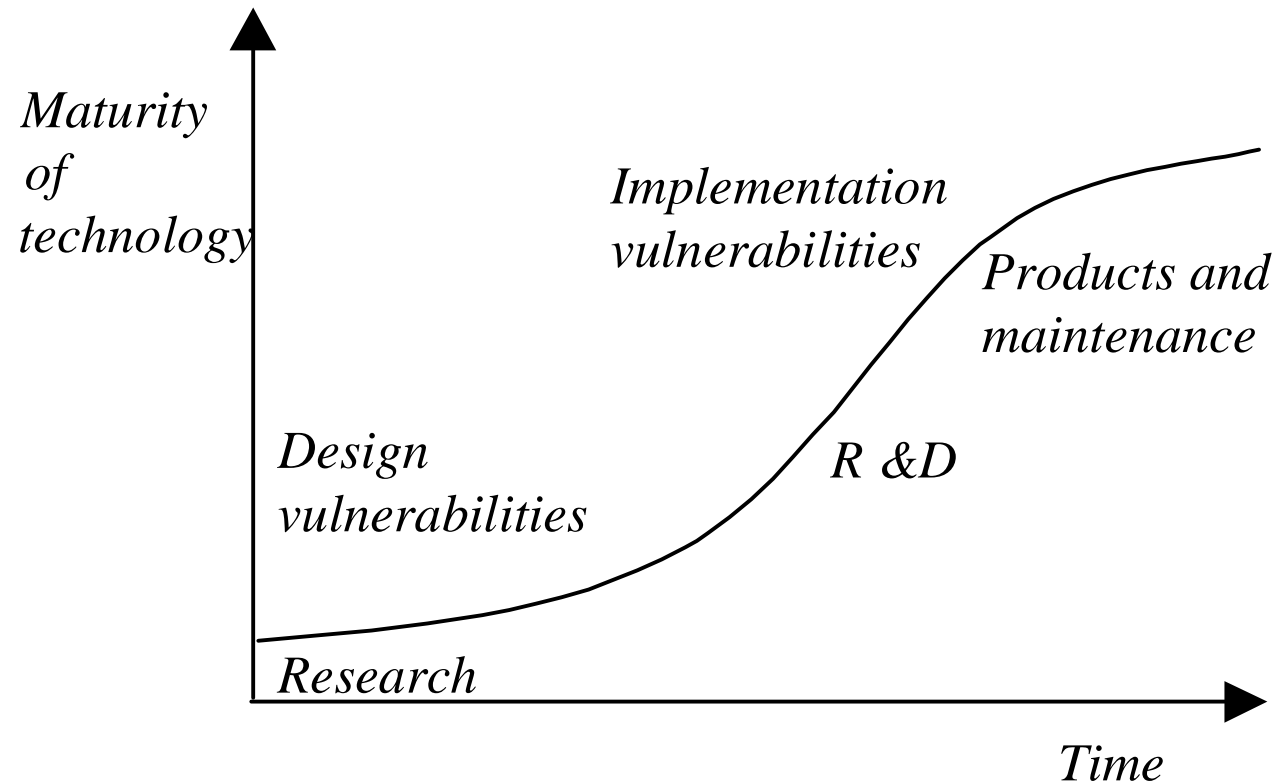 Maturity
of
technology
Implementation
vulnerabilities
Products and
maintenance
Design
vulnerabilities
R &D
Research
Time